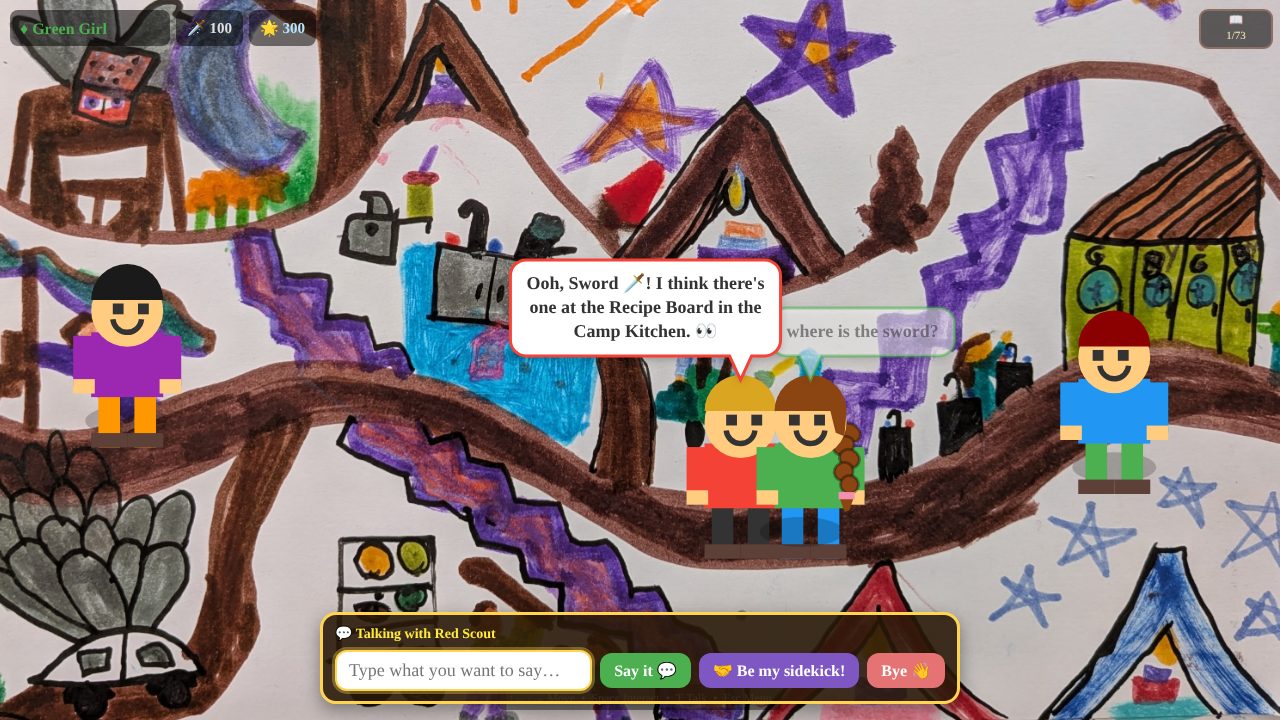 ♦ Green Girl
🗡️ 100
🌟 300
📖
1/73
Ooh, Sword 🗡️! I think there's
one at the Recipe Board in the
Camp Kitchen. 👀
where is the sword?
💬 Talking with Red Scout
Type what you want to say…
Say it 💬
🤝 Be my sidekick!
Bye 👋